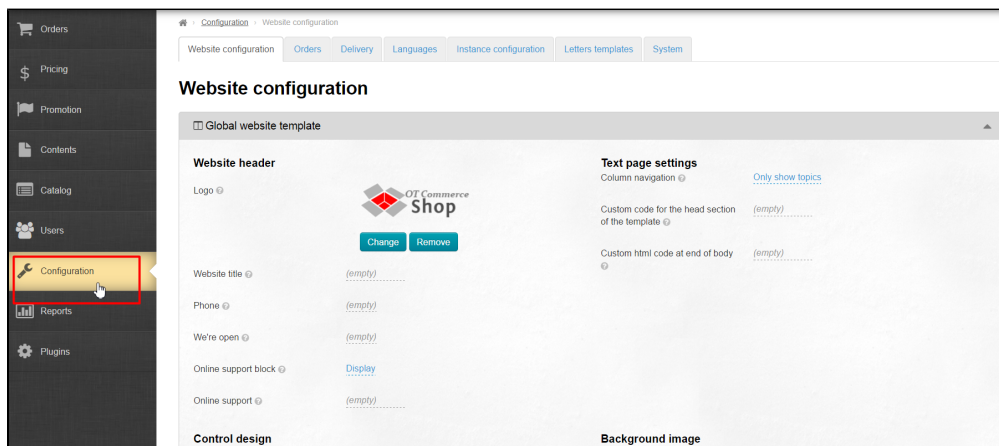 Orders
Pricing
Promotion
Contents
Catalog
Users
Configuration
Reports
Plugins
Configuration › Website configuration
Website configuration Orders Delivery Languages Instance configuration Letters templates System
Website configuration
Global website template
Website header
Logo
OT Commerce
Shop
Change Remove
Website title (empty)
Phone (empty)
We're open (empty)
Online support block Display
Online support (empty)
Control design
Text page settings
Column navigation Only show topics
Custom code for the head section (empty)
of the template
Custom html code at end of body (empty)
Background image